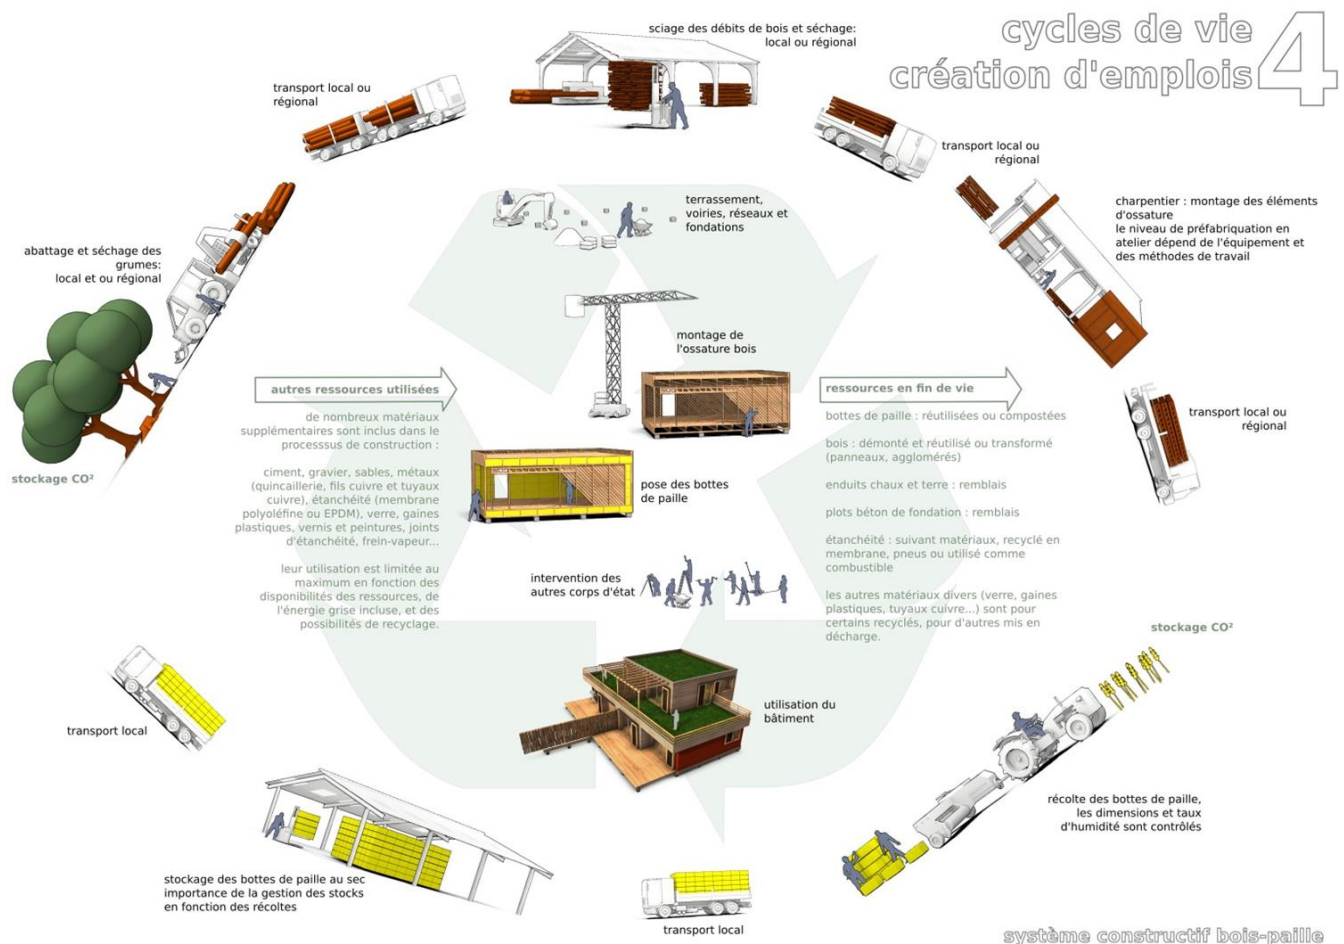 cycles de vie
création d'emplois
4
sciage des débits de bois et séchage:
local ou régional
transport local ou
régional
transport local ou
régional
charpentier : montage des éléments
d'ossature
le niveau de préfabriquation en
atelier dépend de l'équipement et
des méthodes de travail
terrassement,
voiries, réseaux et
fondations
abattage et séchage des
grumes:
local et ou régional
stockage CO²
montage de
l'ossature bois
autres ressources utilisées
de nombreux matériaux
supplémentaires sont inclus dans le
processsus de construction :
ciment, gravier, sables, métaux
(quincaillerie, fils cuivre et tuyaux
cuivre), étanchéité (membrane
polyoléfine ou EPDM), verre, gaines
plastiques, vernis et peintures, joints
d'étanchéité, frein-vapeur...
leur utilisation est limitée au
maximum en fonction des
disponibilités des ressources, de
l'énergie grise incluse, et des
possibilités de recyclage.
ressources en fin de vie
bottes de paille : réutilisées ou compostées
bois : démonté et réutilisé ou transformé
(panneaux, agglomérés)
enduits chaux et terre : remblais
plots béton de fondation : remblais
étanchéité : suivant matériaux, recyclé en
membrane, pneus ou utilisé comme
combustible
les autres matériaux divers (verre, gaines
plastiques, tuyaux cuivre...) sont pour
certains recyclés, pour d'autres mis en
décharge.
transport local ou
régional
pose des bottes
de paille
intervention des
autres corps d'état
stockage CO²
utilisation du
bâtiment
transport local
récolte des bottes de paille,
les dimensions et taux
d'humidité sont contrôlés
stockage des bottes de paille au sec
importance de la gestion des stocks
en fonction des récoltes
transport local
système constructif bois-paille